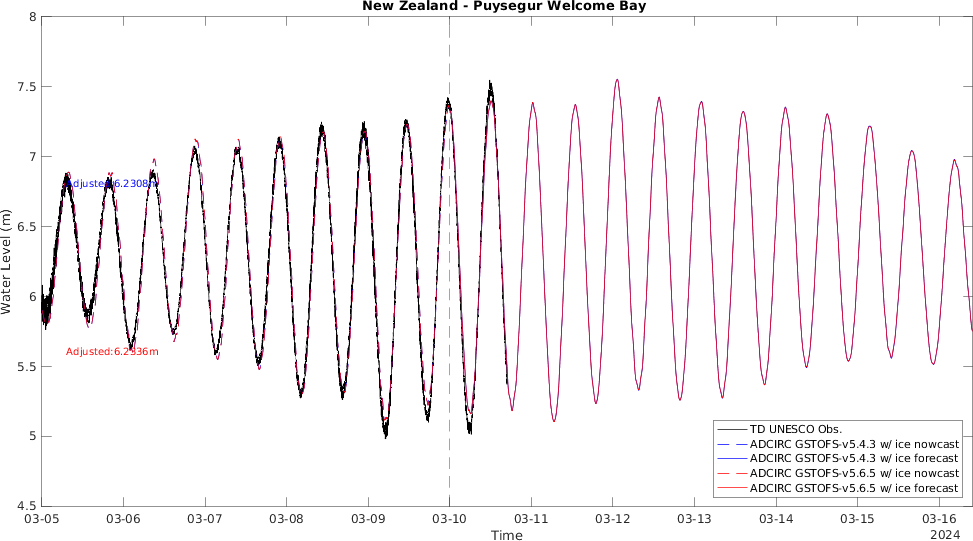 New Zealand - Puysegur Welcome Bay
8
7.5
7
6.5
6
5.5
5
4.5
Water Level (m)
Adjusted:6.2308m
Adjusted:6.2936m
TD UNESCO Obs.
ADCIRC GSTOFS-v5.4.3 w/ ice nowcast
ADCIRC GSTOFS-v5.4.3 w/ ice forecast
ADCIRC GSTOFS-v5.6.5 w/ ice nowcast
ADCIRC GSTOFS-v5.6.5 w/ ice forecast
03-05 03-06 03-07 03-08 03-09 03-10 03-11 03-12 03-13 03-14 03-15 03-16
Time
2024